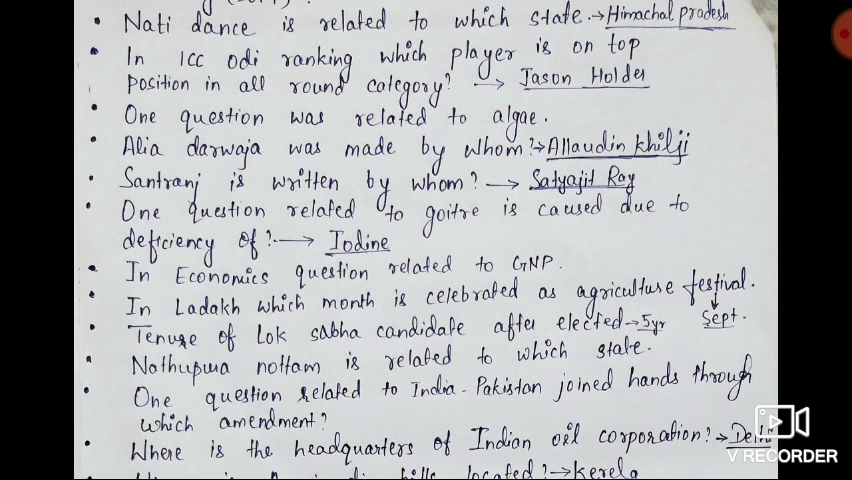 Nati dance is related to which state.→Himachal pradesh
In ICC odi ranking which player is on top
position in all round category? → Jason Holder
One question was related to algae.
Alia darwaja was made by whom?→Allaudin khilji
Santranj is written by whom? → Satyajit Ray
One question related to goitre is caused due to
deficiency of?. → Iodine
In Economics question related to GNP.
In Ladakh which month is celebrated as agriculture festival.
Tenure of Lok sabha candidate after elected→5yr Sept.
Nathupura nottam is related to which state.
One question related to India-Pakistan joined hands through
which amendment?
Where is the headquarters of Indian oil corporation?→Delhi
V RECORDER
hills located?→Kerela